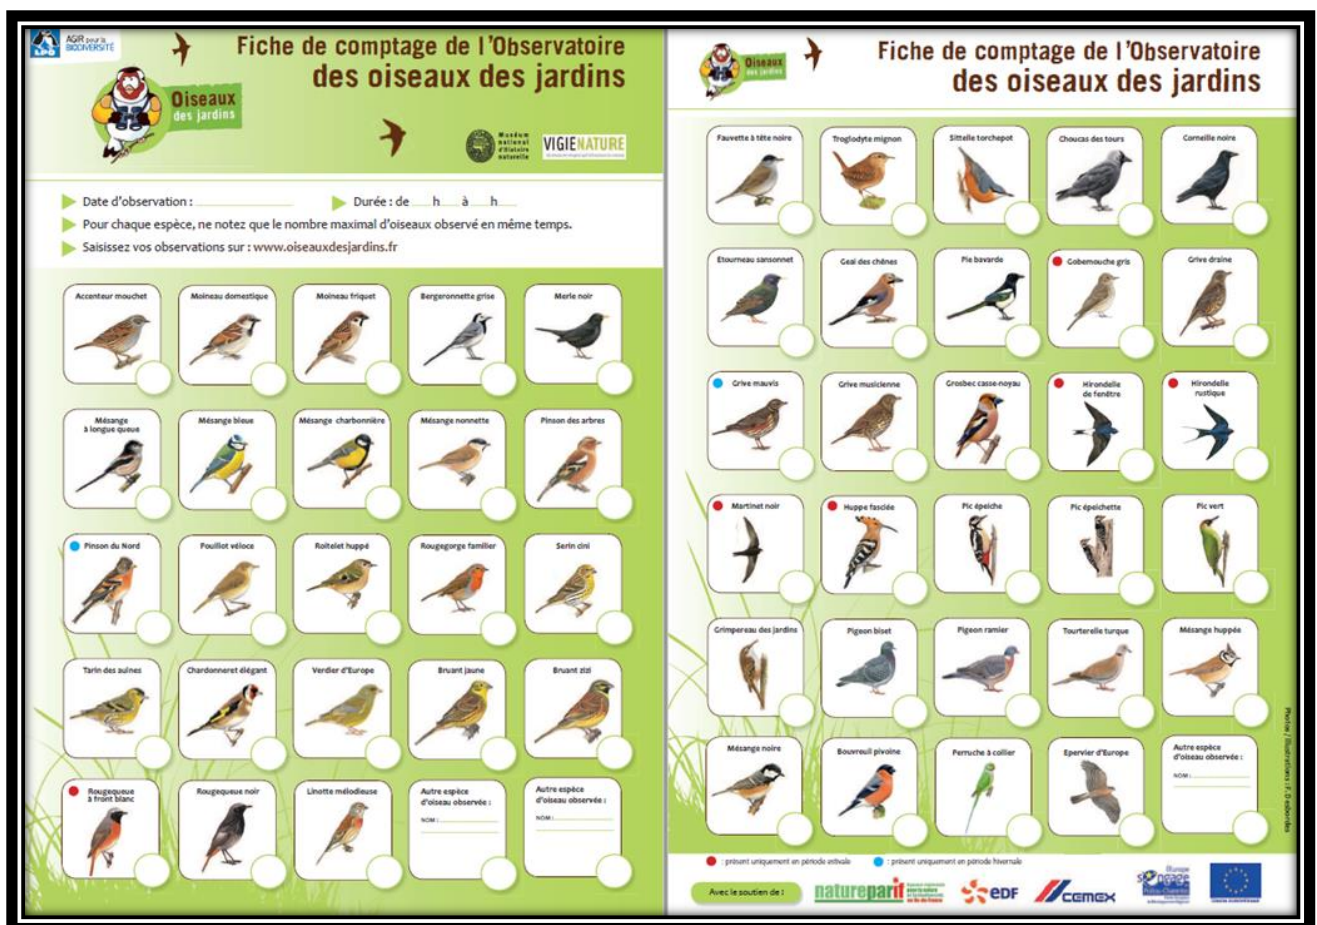 AGIR pour la
BIODIVERSITÉ
LPO
Fiche de comptage de l'Observatoire
des oiseaux des jardins
Oiseaux
des jardins
Muséum
national
d'Histoire
naturelle
VIGIENATURE
Date d'observation :
Durée : de h à h
Pour chaque espèce, ne notez que le nombre maximal d'oiseaux observé en même temps.
Saisissez vos observations sur : www.oiseauxdesjardins.fr
Accenteur mouchet
Moineau domestique
Moineau friquet
Bergeronnette grise
Merle noir
Mésange
à longue queue
Mésange bleue
Mésange charbonnière
Mésange nonnette
Pinson des arbres
Pinson du Nord
Pouillot véloce
Roitelet huppé
Rougegorge familier
Serin cini
Tarin des aulnes
Chardonneret élégant
Verdier d'Europe
Bruant jaune
Bruant zizi
Rougequeue
à front blanc
Rougequeue noir
Linotte mélodieuse
Autre espèce
d'oiseau observée :
NOM :
Autre espèce
d'oiseau observée :
NOM :
Oiseaux
des jardins
Fiche de comptage de l'Observatoire
des oiseaux des jardins
Fauvette à tête noire
Troglodyte mignon
Sittelle torchepot
Choucas des tours
Corneille noire
Etourneau sansonnet
Geai des chênes
Pie bavarde
Gobemouche gris
Grive draine
Grive mauvis
Grive musicienne
Grosbec casse-noyau
Hirondelle
de fenêtre
Hirondelle
rustique
Martinet noir
Huppe fasciée
Pic épeiche
Pic épeichette
Pic vert
Grimpereau des jardins
Pigeon biset
Pigeon ramier
Tourterelle turque
Mésange huppée
Mésange noire
Bouvreuil pivoine
Perruche à collier
Epervier d'Europe
Autre espèce
d'oiseau observée :
NOM :
Photos / Illustrations : F. Desbordes
: présent uniquement en période estivale
: présent uniquement en période hivernale
Avec le soutien de :
natureparif
eDF
CEMEX
l'Europe
s'engage